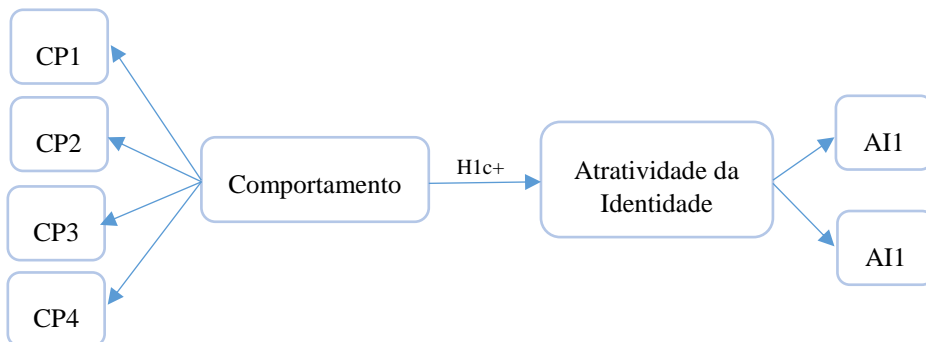 CP1
CP2
CP3
CP4
Comportamento
H1c+
Atratividade da
Identidade
AI1
AI1